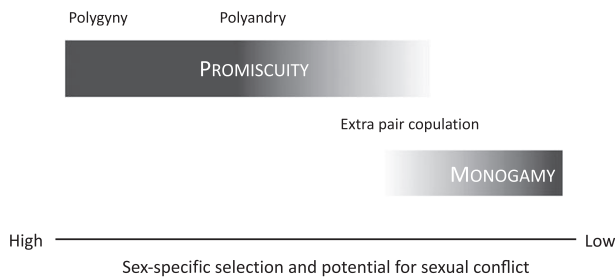 Polygyny Polyandry
PROMISCUITY
Extra pair copulation
MONOGAMY
High Low
Sex-specific selection and potential for sexual conflict